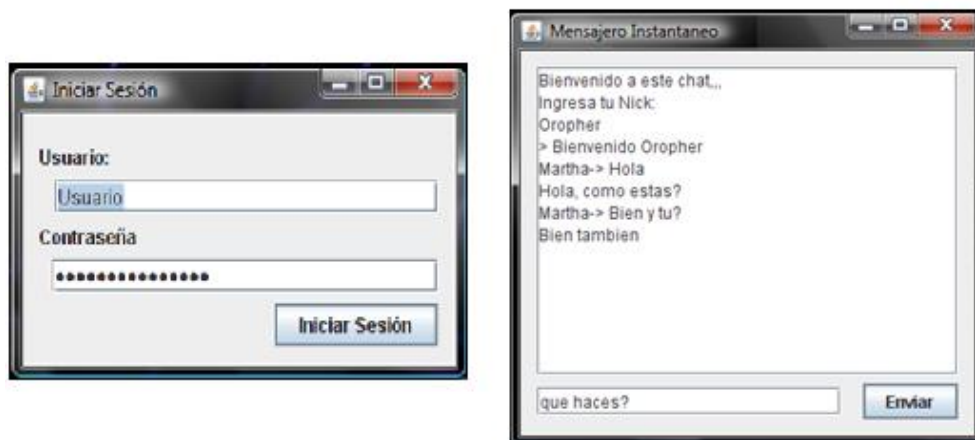 Iniciar Sesión
Usuario:
Usuario
Contraseña
Iniciar Sesión
Mensajero Instantaneo
Bienvenido a este chat,,,
Ingresa tu Nick:
Oropher
> Bienvenido Oropher
Martha-> Hola
Hola, como estas?
Martha-> Bien y tu?
Bien tambien
que haces?
Enviar